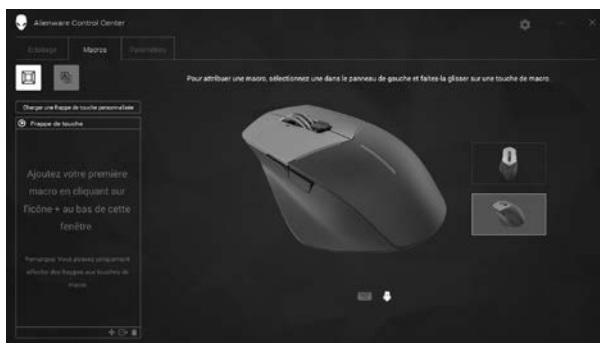 Alienware Control Center
Eclairage
Macros
Paramètres
Pour attribuer une macro, sélectionnez une dans le panneau de gauche et faites-la glisser sur une touche de macro.
Charger une frappe de touche personnalisée
Frappe de touche
Ajoutez votre première
macro en cliquant sur
l'icône + au bas de cette
fenêtre
Remarque: Vous pouvez uniquement
affecter des frappes aux touches de
macro.